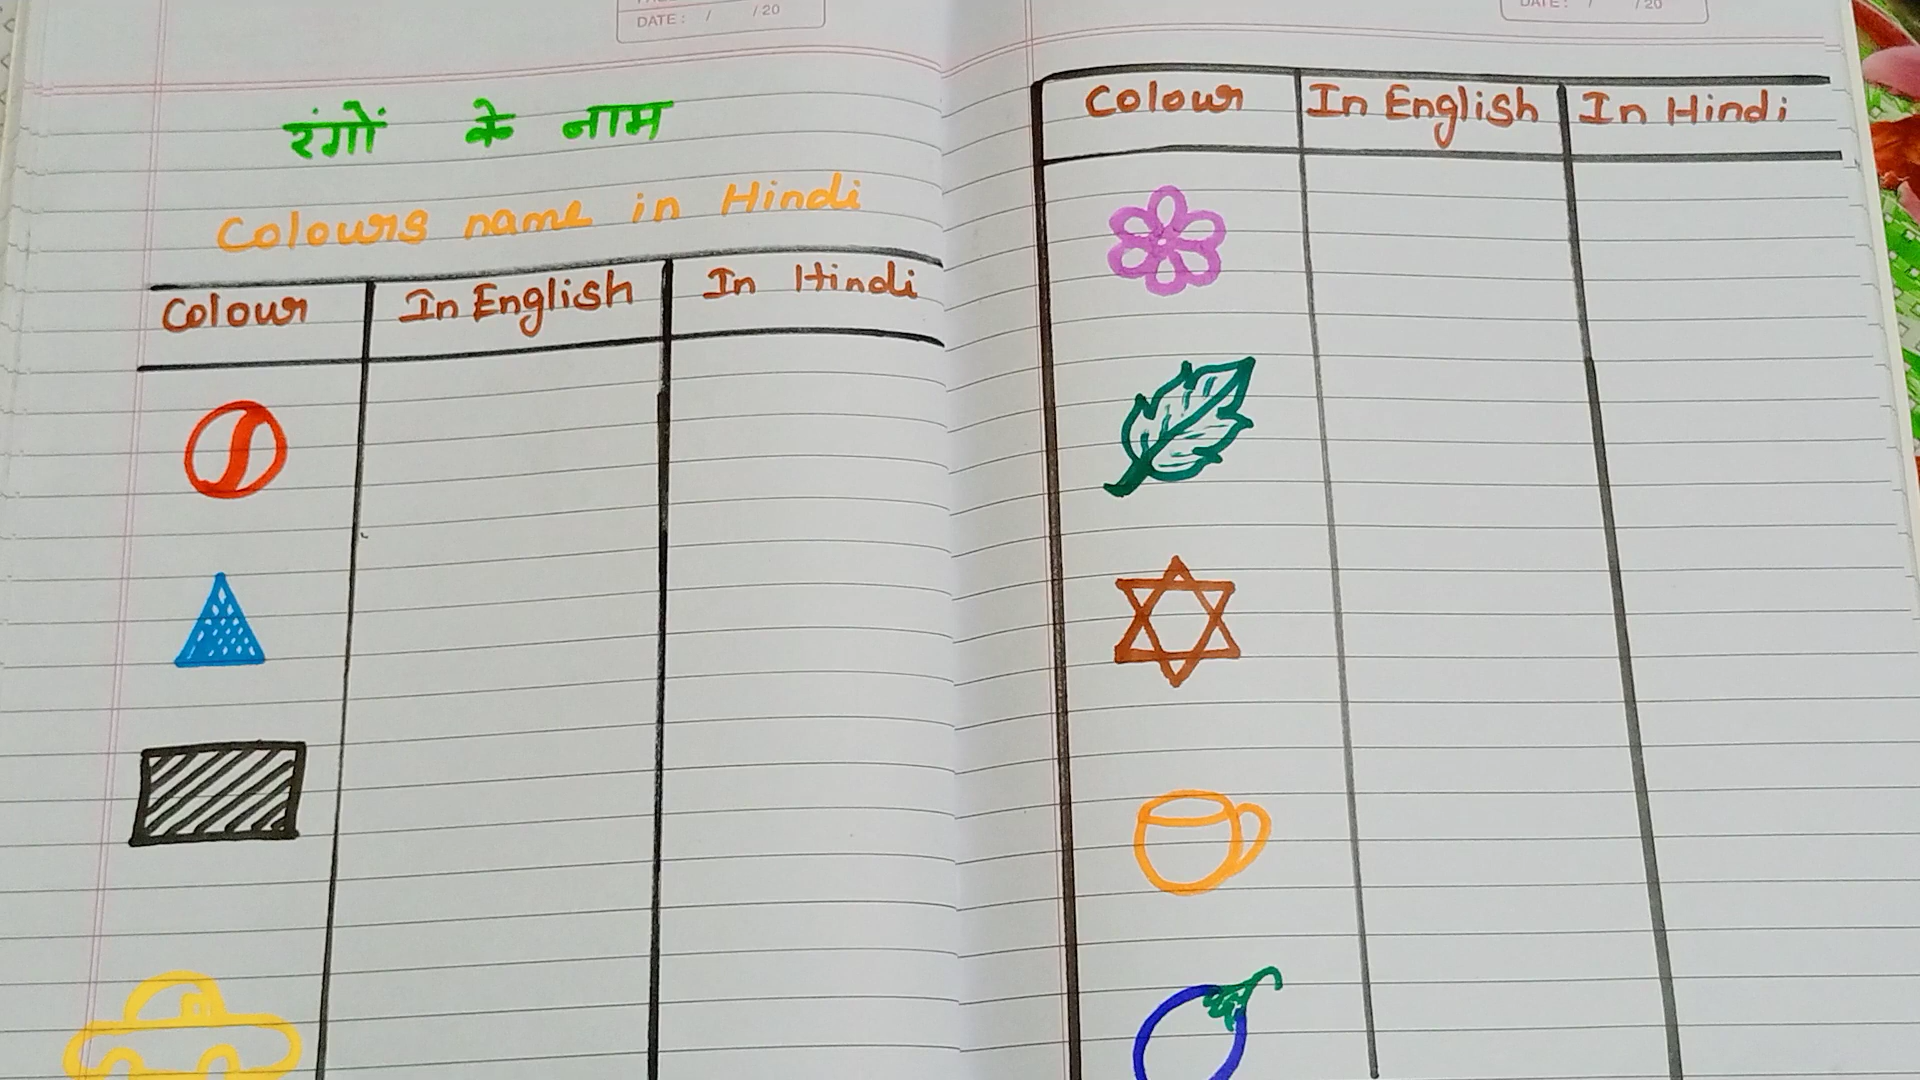 DATE: / /20
रंगों के नाम
Colours name in Hindi
Colour In English In Hindi
DATE: / /20
Colour In English In Hindi